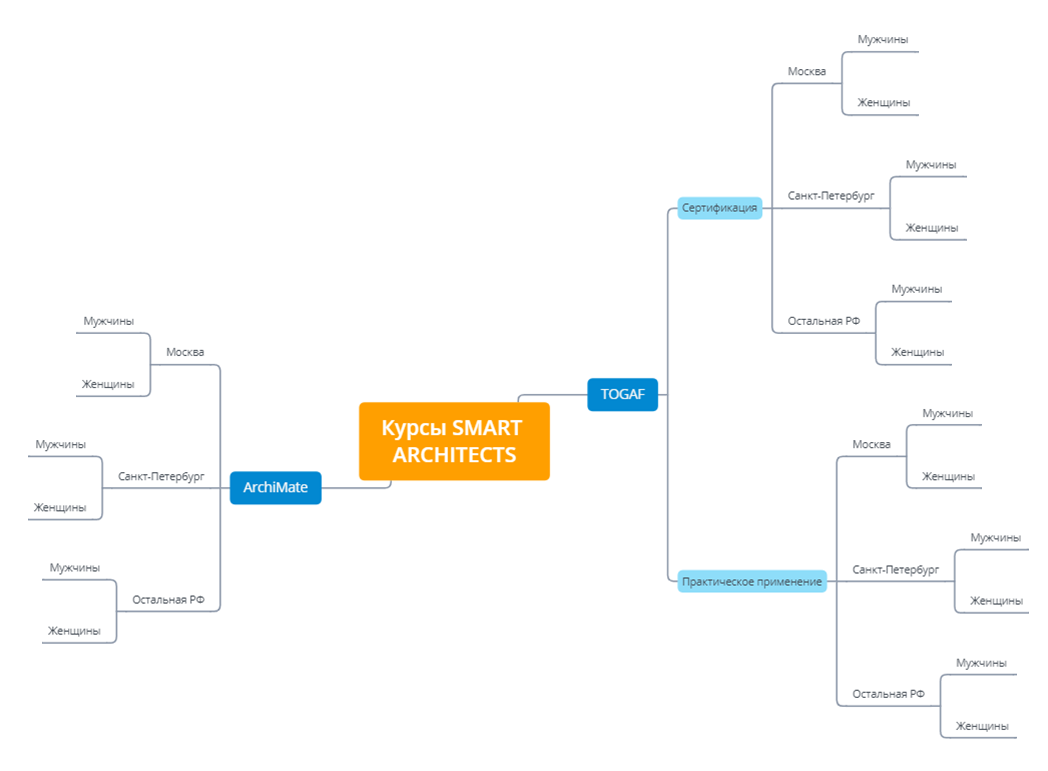 Курсы SMART
ARCHITECTS
TOGAF
Сертификация
Москва
Мужчины
Женщины
Санкт-Петербург
Мужчины
Женщины
Остальная РФ
Мужчины
Женщины
Практическое применение
Москва
Мужчины
Женщины
Санкт-Петербург
Мужчины
Женщины
Остальная РФ
Мужчины
Женщины
ArchiMate
Москва
Мужчины
Женщины
Санкт-Петербург
Мужчины
Женщины
Остальная РФ
Мужчины
Женщины